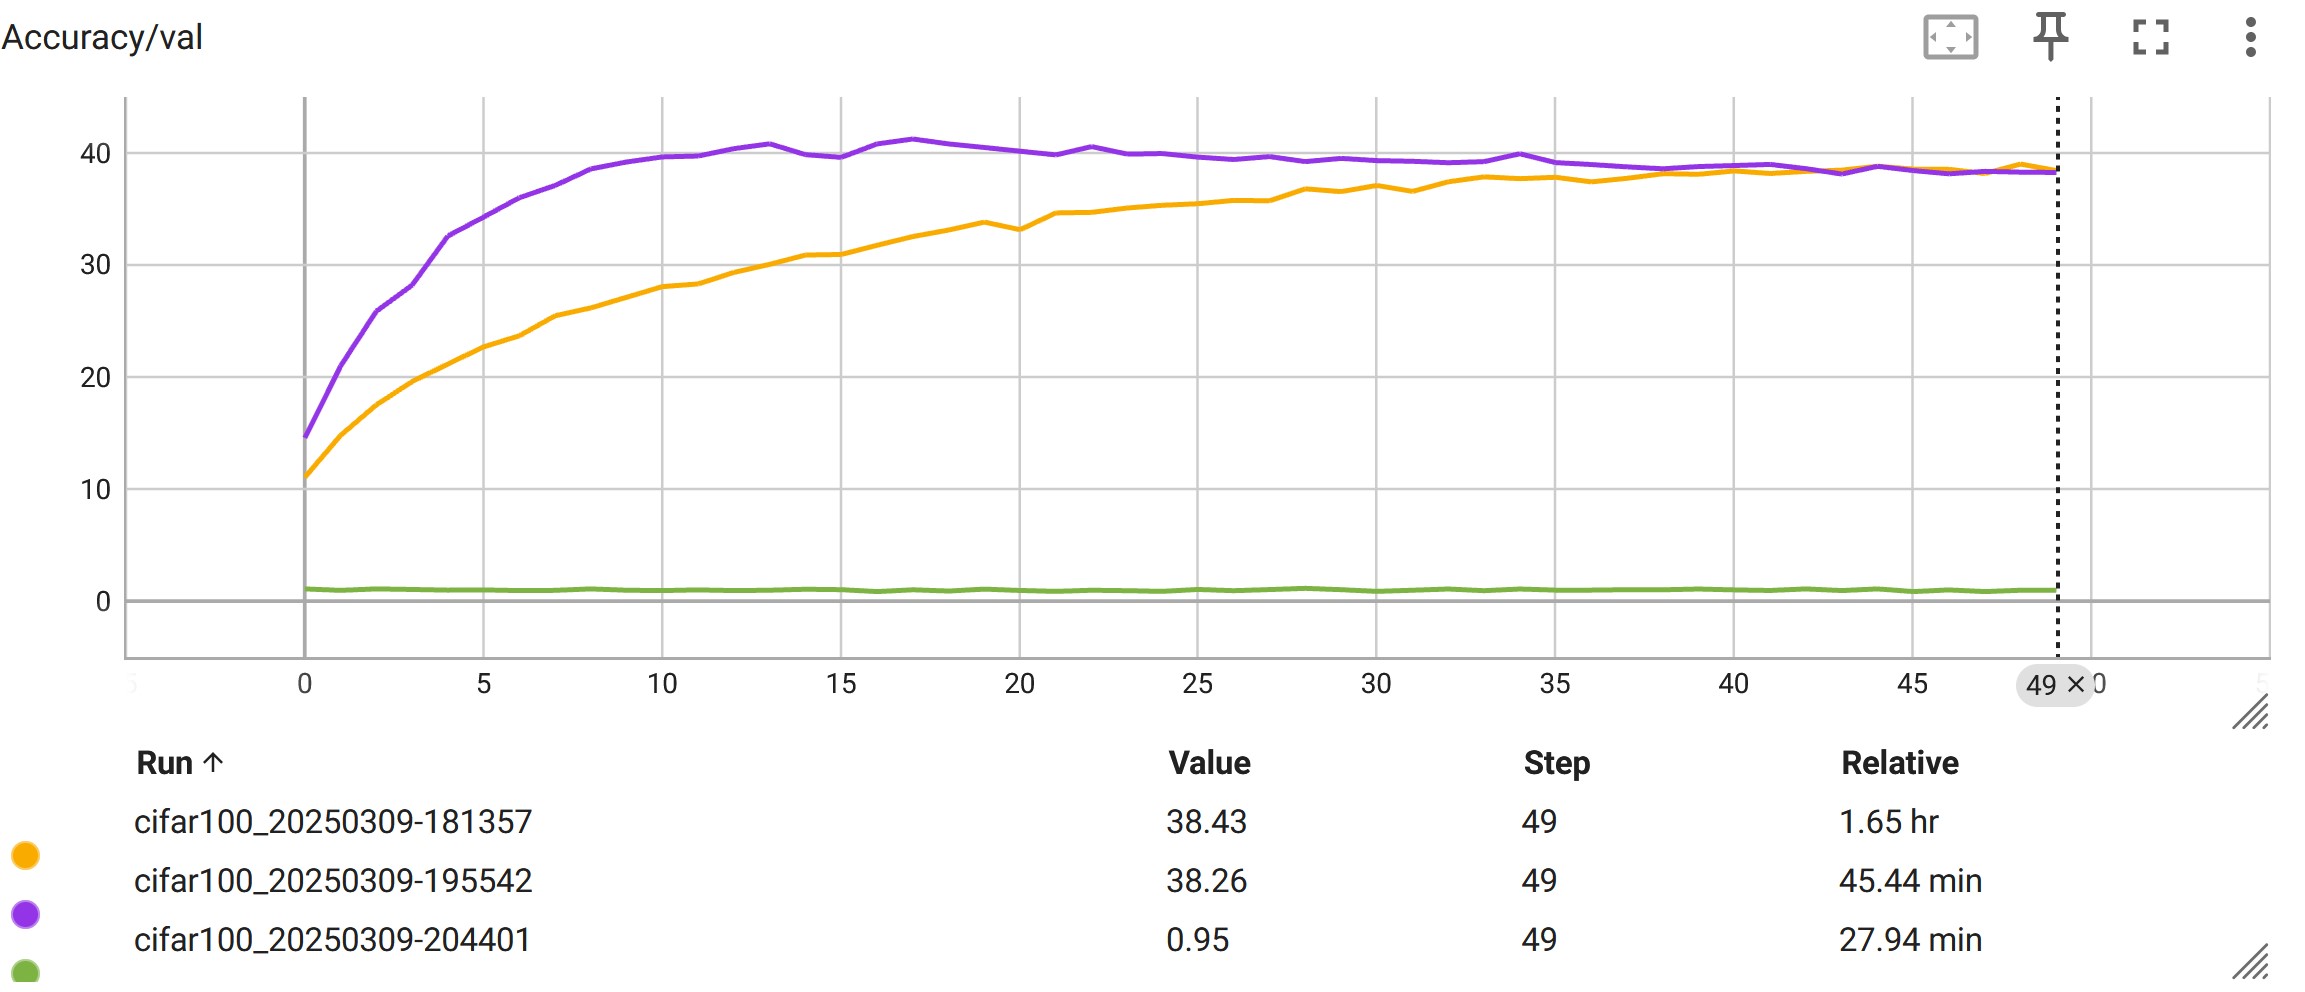 Accuracy/val
40
30
20
10
0
0 5 10 15 20 25 30 35 40 45 49 × 0
Run ↑ Value Step Relative
cifar100_20250309-181357 38.43 49 1.65 hr
cifar100_20250309-195542 38.26 49 45.44 min
cifar100_20250309-204401 0.95 49 27.94 min